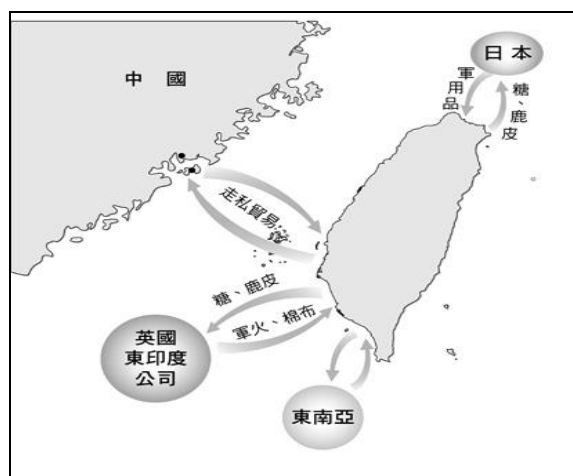 日本
中國
軍用品
糖、鹿皮
走私貿易
糖、鹿皮
軍火、棉布
英國
東印度
公司
東南亞